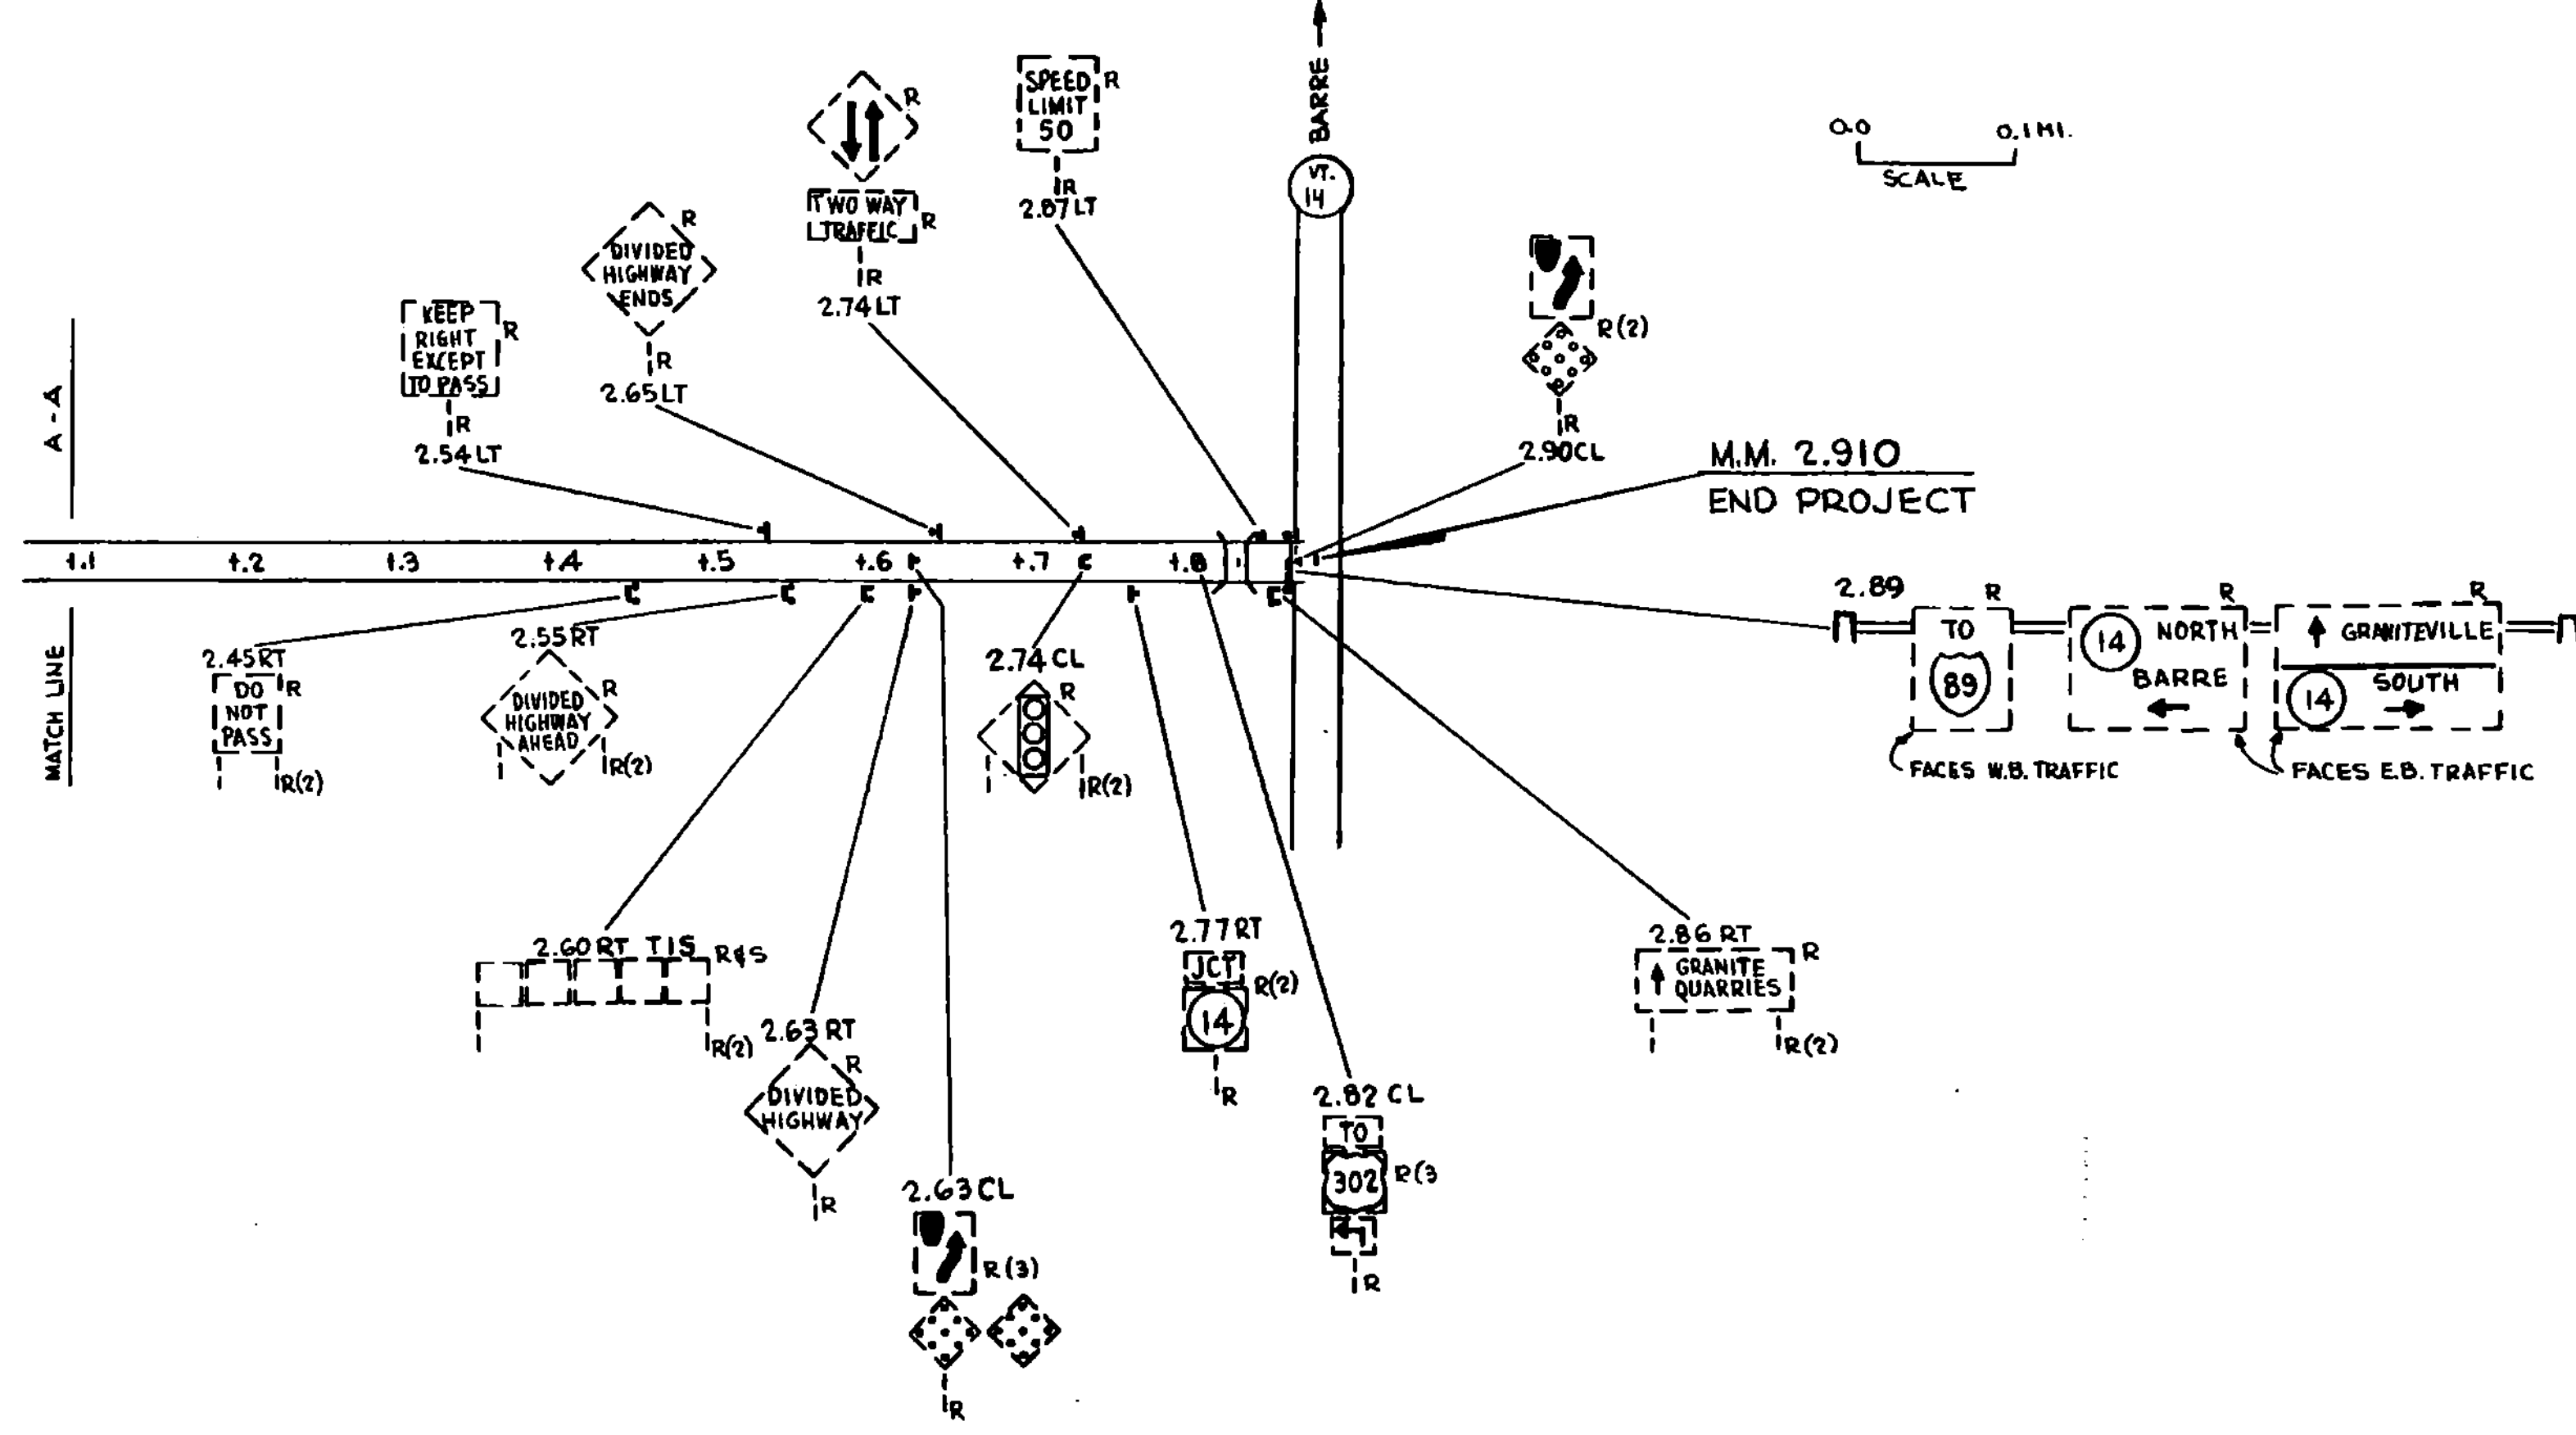 BARRE
VT.
14
0.0 0.1 MI.
SCALE
SPEED R
LIMIT
50
R
2.87 LT
R
TWO WAY R
TRAFFIC
R
2.74 LT
R
DIVIDED
HIGHWAY
ENDS
R
2.65 LT
KEEP
RIGHT R
EXCEPT
TO PASS
R
2.54 LT
R(2)
R
2.90 CL
M.M. 2.910
END PROJECT
A - A
MATCH LINE
+.1 +.2 +.3 +.4 +.5 +.6 +.7 +.8
2.45 RT
DO R
NOT
PASS
R(2)
2.55 RT
R
DIVIDED
HIGHWAY
AHEAD
R(2)
2.74 CL
R
R(2)
2.89
R
TO
89
FACES W.B. TRAFFIC
R
14 NORTH
BARRE
R
GRANITEVILLE
SOUTH
14
FACES E.B. TRAFFIC
2.60 RT TIS R&S
R(2)
2.63 RT
R
DIVIDED
HIGHWAY
R
2.63 CL
R(3)
R
2.77 RT
JCT
R(2)
14
R
2.82 CL
TO
302 R(3
R
2.86 RT
R
GRANITE
QUARRIES
R(2)